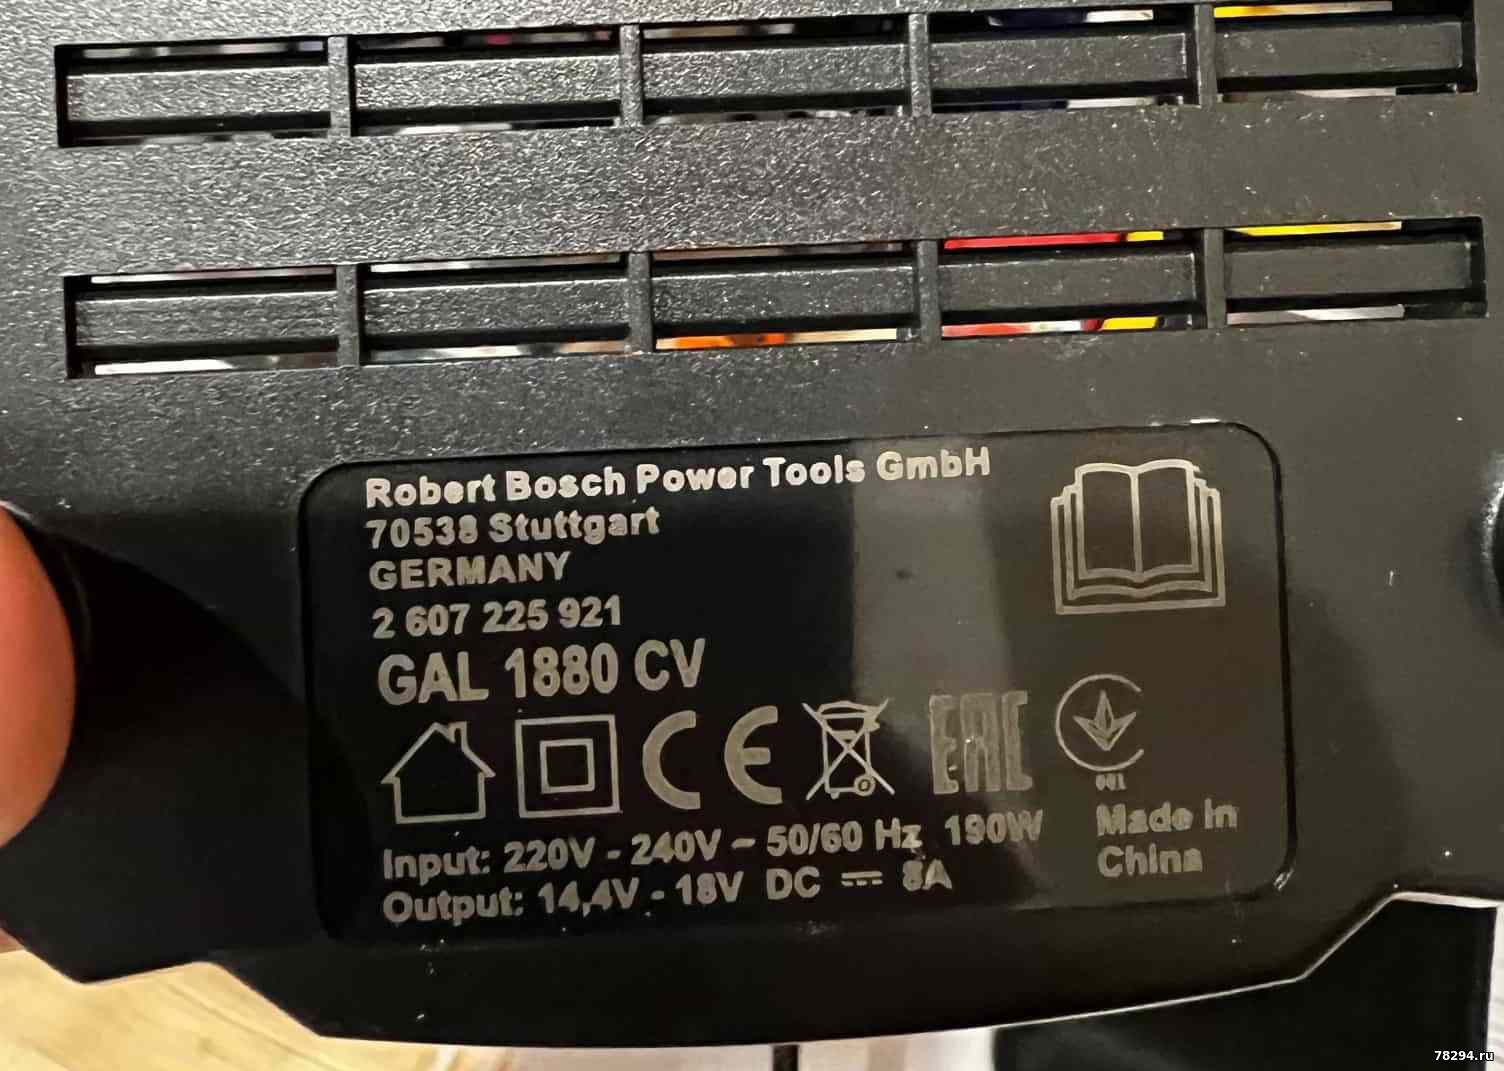 Robert Bosch Power Tools GmbH
70538 Stuttgart
GERMANY
2 607 225 921
GAL 1880 CV
CE
EAC
001
Input: 220V - 240V ~ 50/60 Hz 190W
Output: 14,4V - 18V DC ⎓ 8A
Made in
China
78294.ru